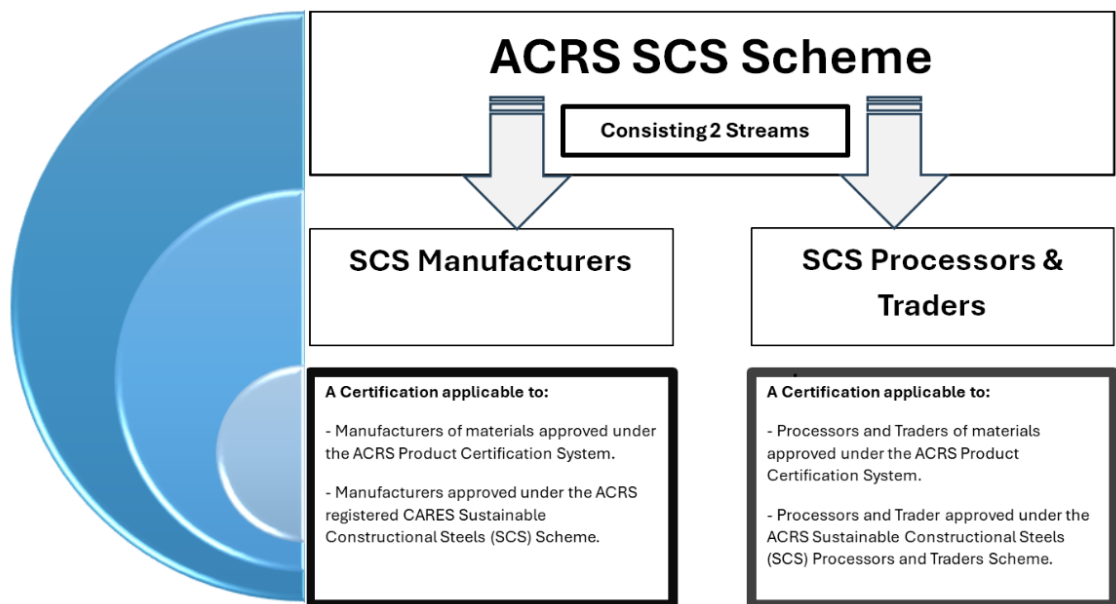 ACRS SCS Scheme
Consisting 2 Streams
SCS Manufacturers
SCS Processors &
Traders
A Certification applicable to:
- Manufacturers of materials approved under
the ACRS Product Certification System.
- Manufacturers approved under the ACRS
registered CARES Sustainable
Constructional Steels (SCS) Scheme.
A Certification applicable to:
- Processors and Traders of materials
approved under the ACRS Product
Certification System.
- Processors and Trader approved under the
ACRS Sustainable Constructional Steels
(SCS) Processors and Traders Scheme.